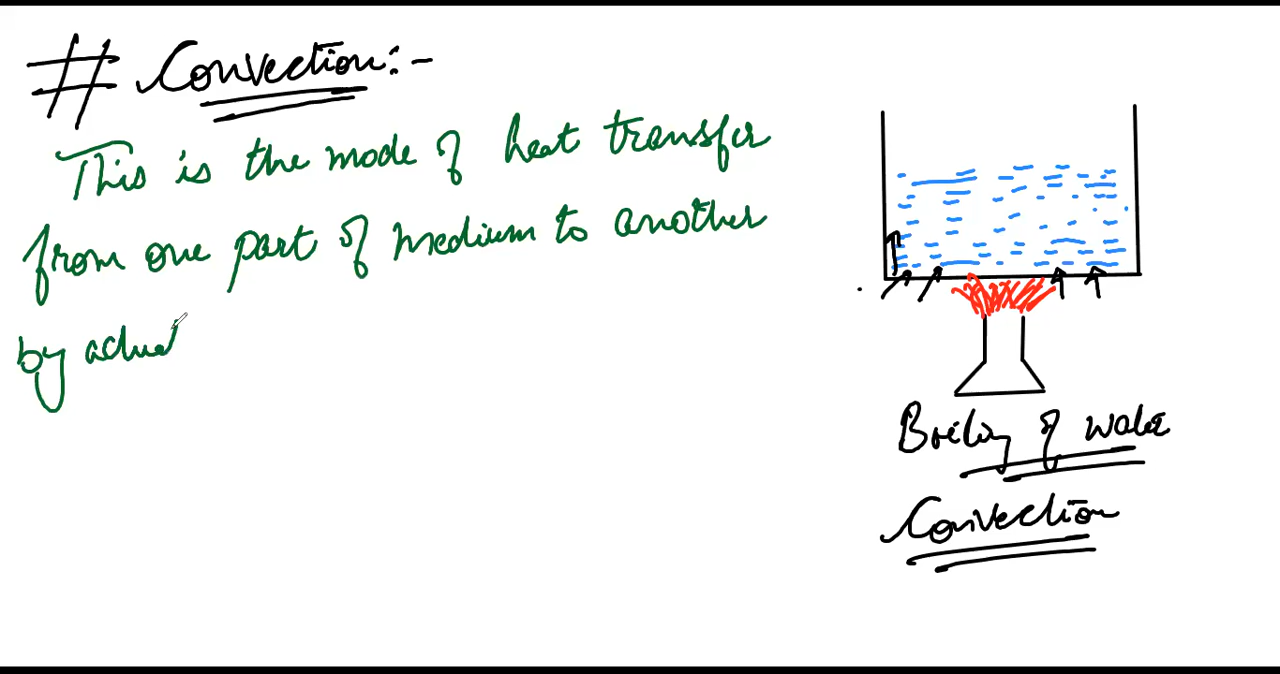 # Convection:-
This is the mode of heat transfer
from one part of medium to another
by actual
Boiling of water
Convection